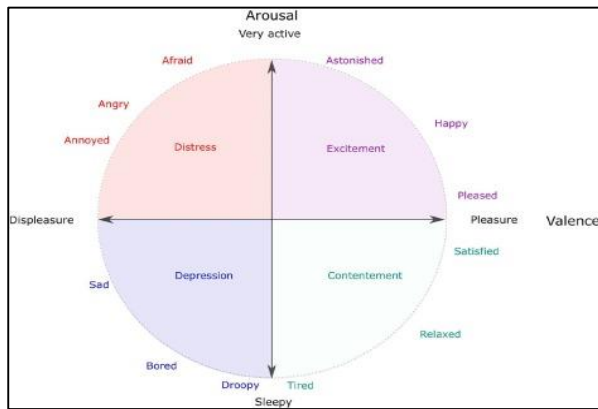 Arousal
Very active
Afraid
Astonished
Angry
Happy
Annoyed
Distress
Excitement
Pleased
Displeasure
Pleasure
Valence
Satisfied
Depression
Contentement
Sad
Relaxed
Bored
Droopy
Tired
Sleepy